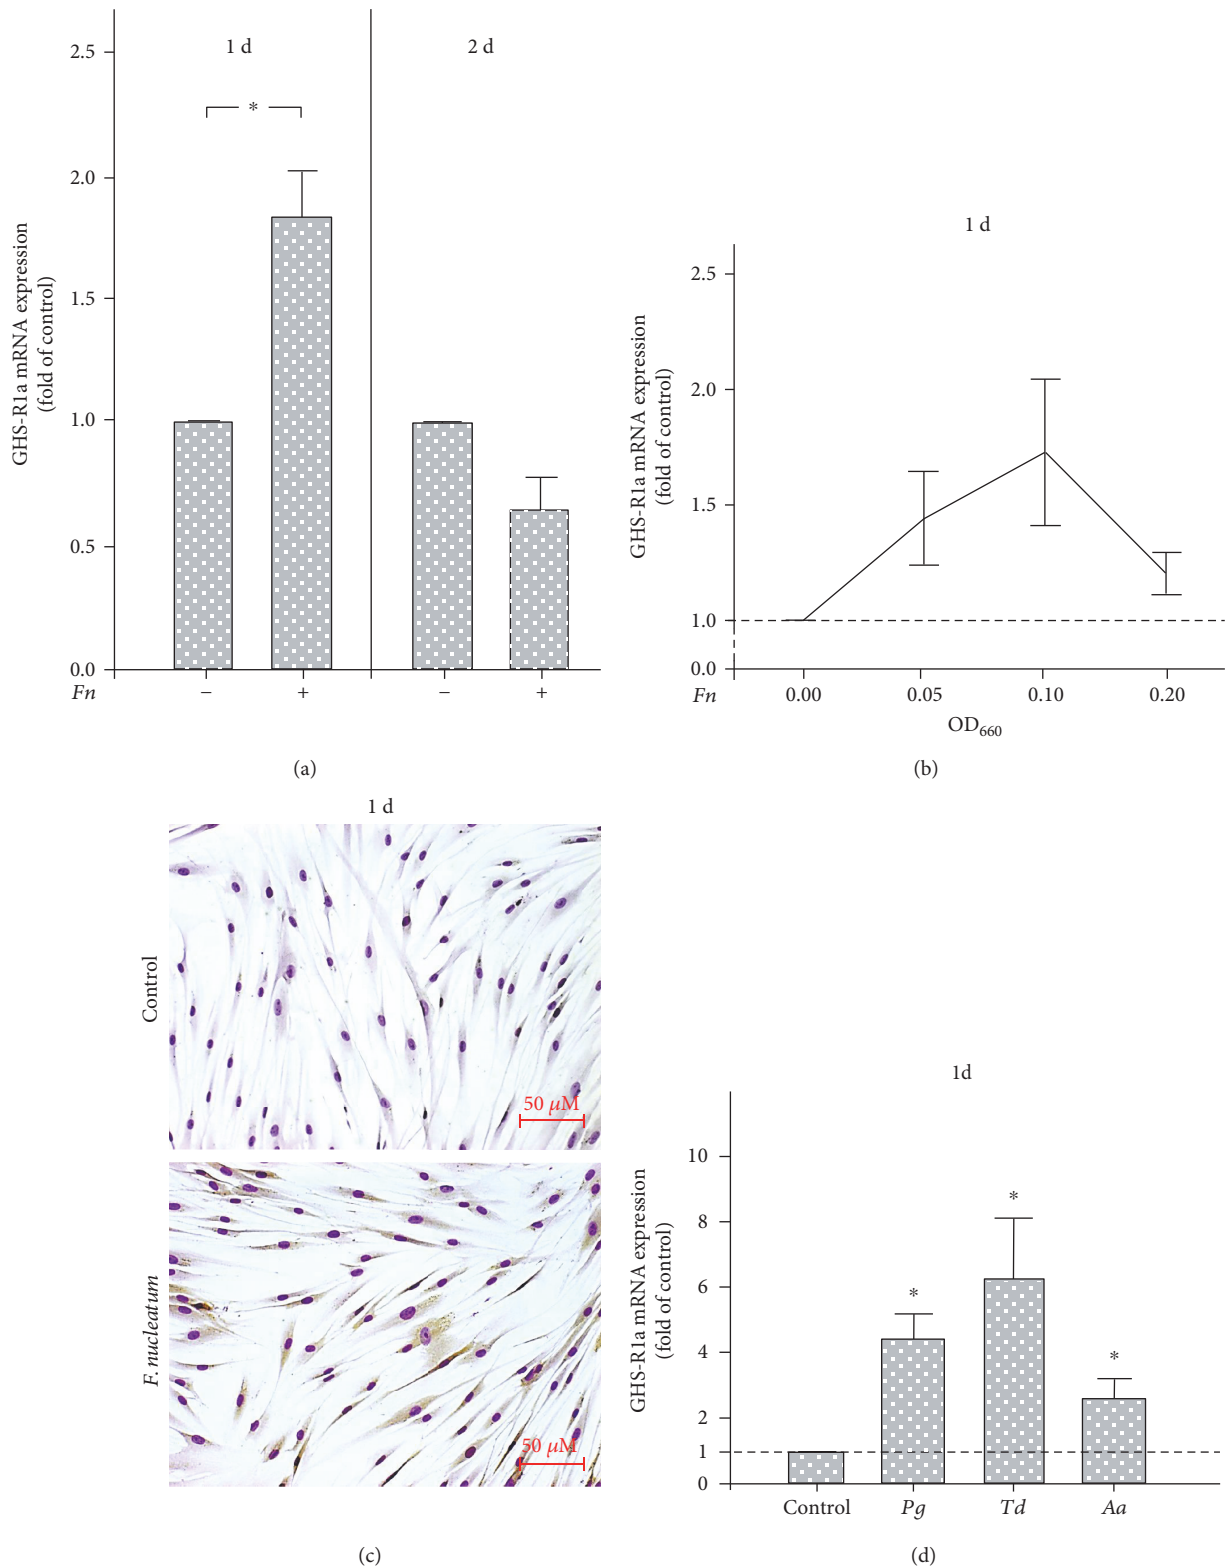 1 d
2 d
*
2.5
2.0
1.5
1.0
0.5
0.0
GHS-R1a mRNA expression
(fold of control)
Fn
− + − +
(a)
1 d
2.5
2.0
1.5
1.0
0.0
GHS-R1a mRNA expression
(fold of control)
Fn
0.00 0.05 0.10 0.20
OD660
(b)
1 d
Control
50 μM
F. nucleatum
50 μM
(c)
1d
10
8
6
4
2
1
0
GHS-R1a mRNA expression
(fold of control)
*
*
*
Control Pg Td Aa
(d)